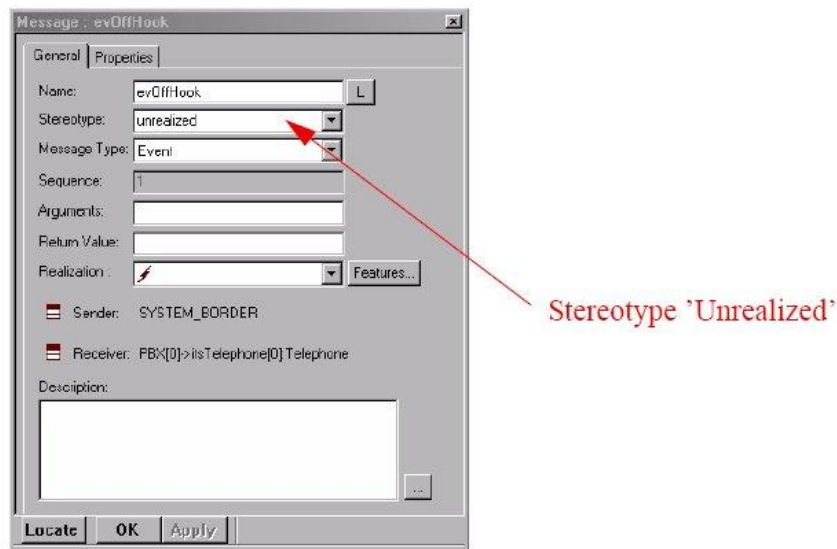 Message : evOffHook
General Properties
Name: evOffHook L
Stereotype: unrealized
Message Type: Event
Sequence: 1
Arguments:
Return Value:
Realization : Features...
Sender: SYSTEM_BORDER
Stereotype 'Unrealized'
Receiver: PBX[0]->itsTelephone[0]:Telephone
Description:
...
Locate OK Apply